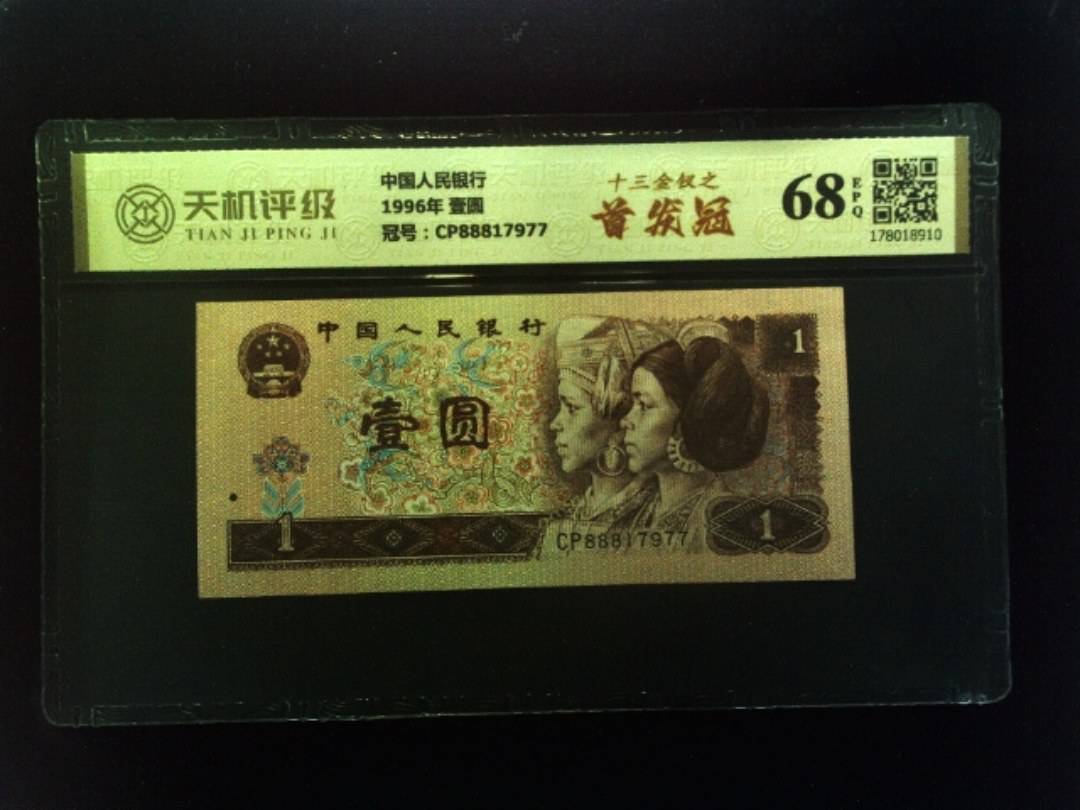 天机评级
TIAN JI PING JI
中国人民银行
1996年 壹圆
冠号：CP88817977
十三金钗之
首发冠
68
EPQ
178018910
中国人民银行
1
壹圆
1
CP88817977
1